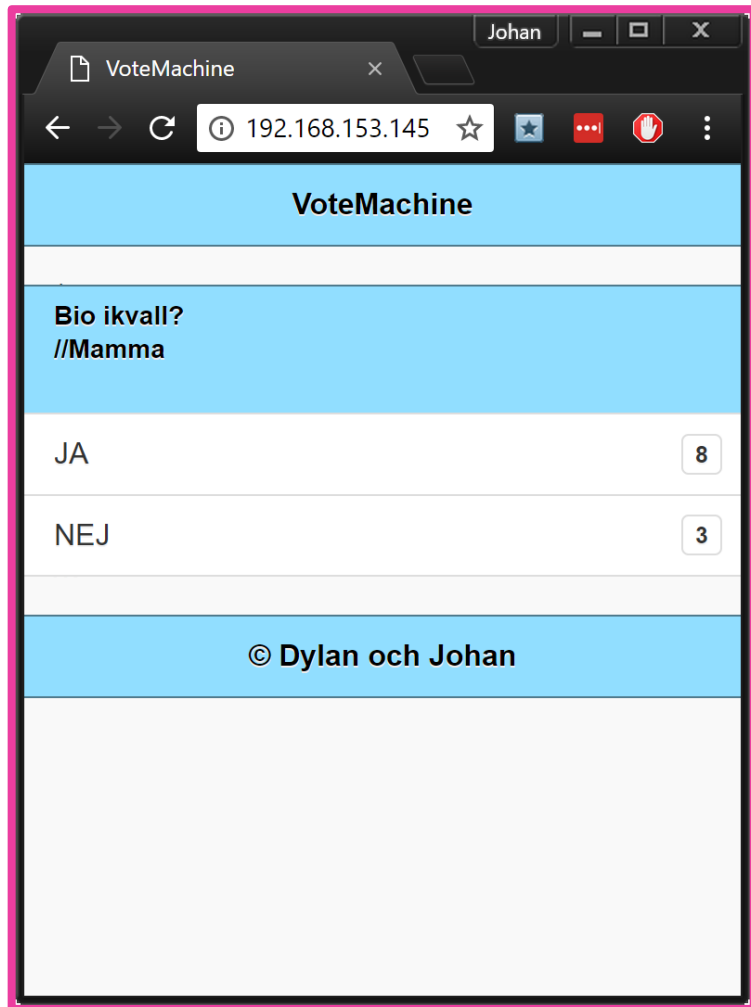 Johan
VoteMachine
192.168.153.145
VoteMachine
Bio ikvall?
//Mamma
JA 8
NEJ 3
© Dylan och Johan